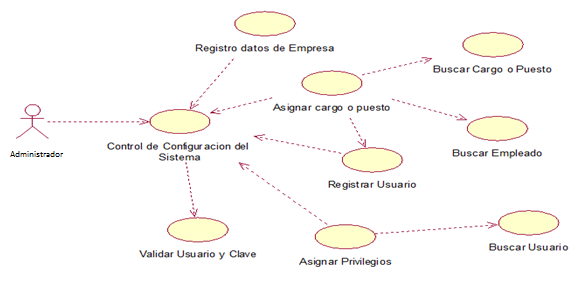 Registro datos de Empresa
Buscar Cargo o Puesto
Asignar cargo o puesto
Administrador
Control de Configuracion del
Sistema
Buscar Empleado
Registrar Usuario
Validar Usuario y Clave
Asignar Privilegios
Buscar Usuario